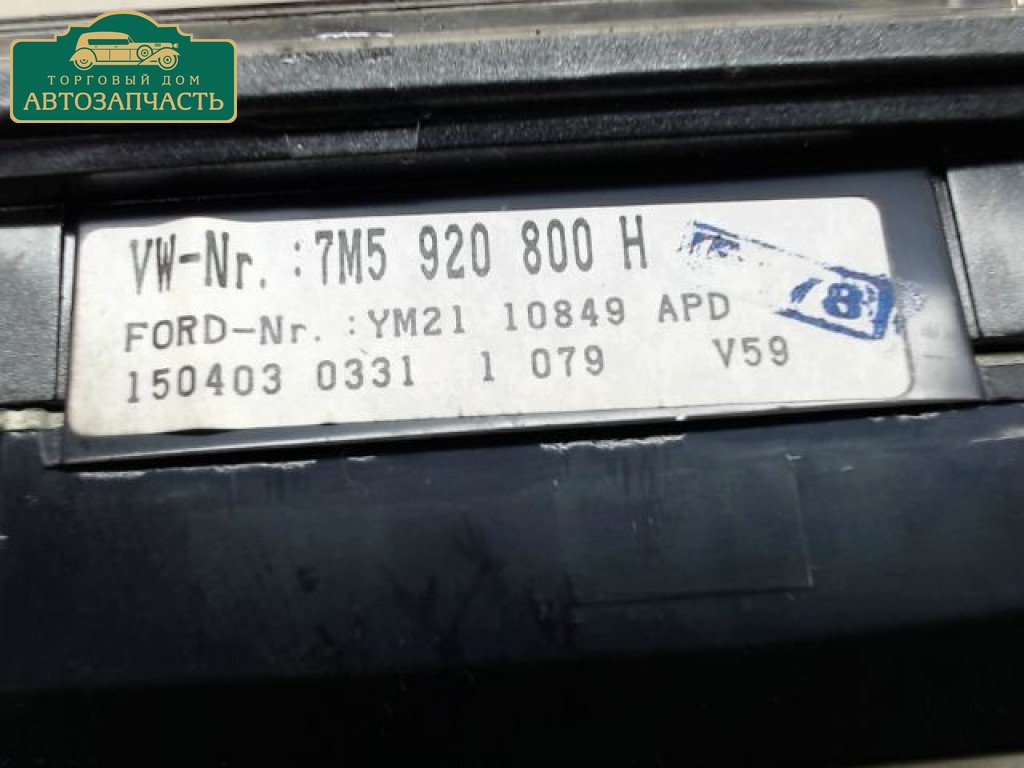 ТОРГОВЫЙ ДОМ
АВТОЗАПЧАСТЬ
VW-Nr. :7M5 920 800 H
FORD-Nr. :YM21 10849 APD
150403 0331 1 079 V59
8